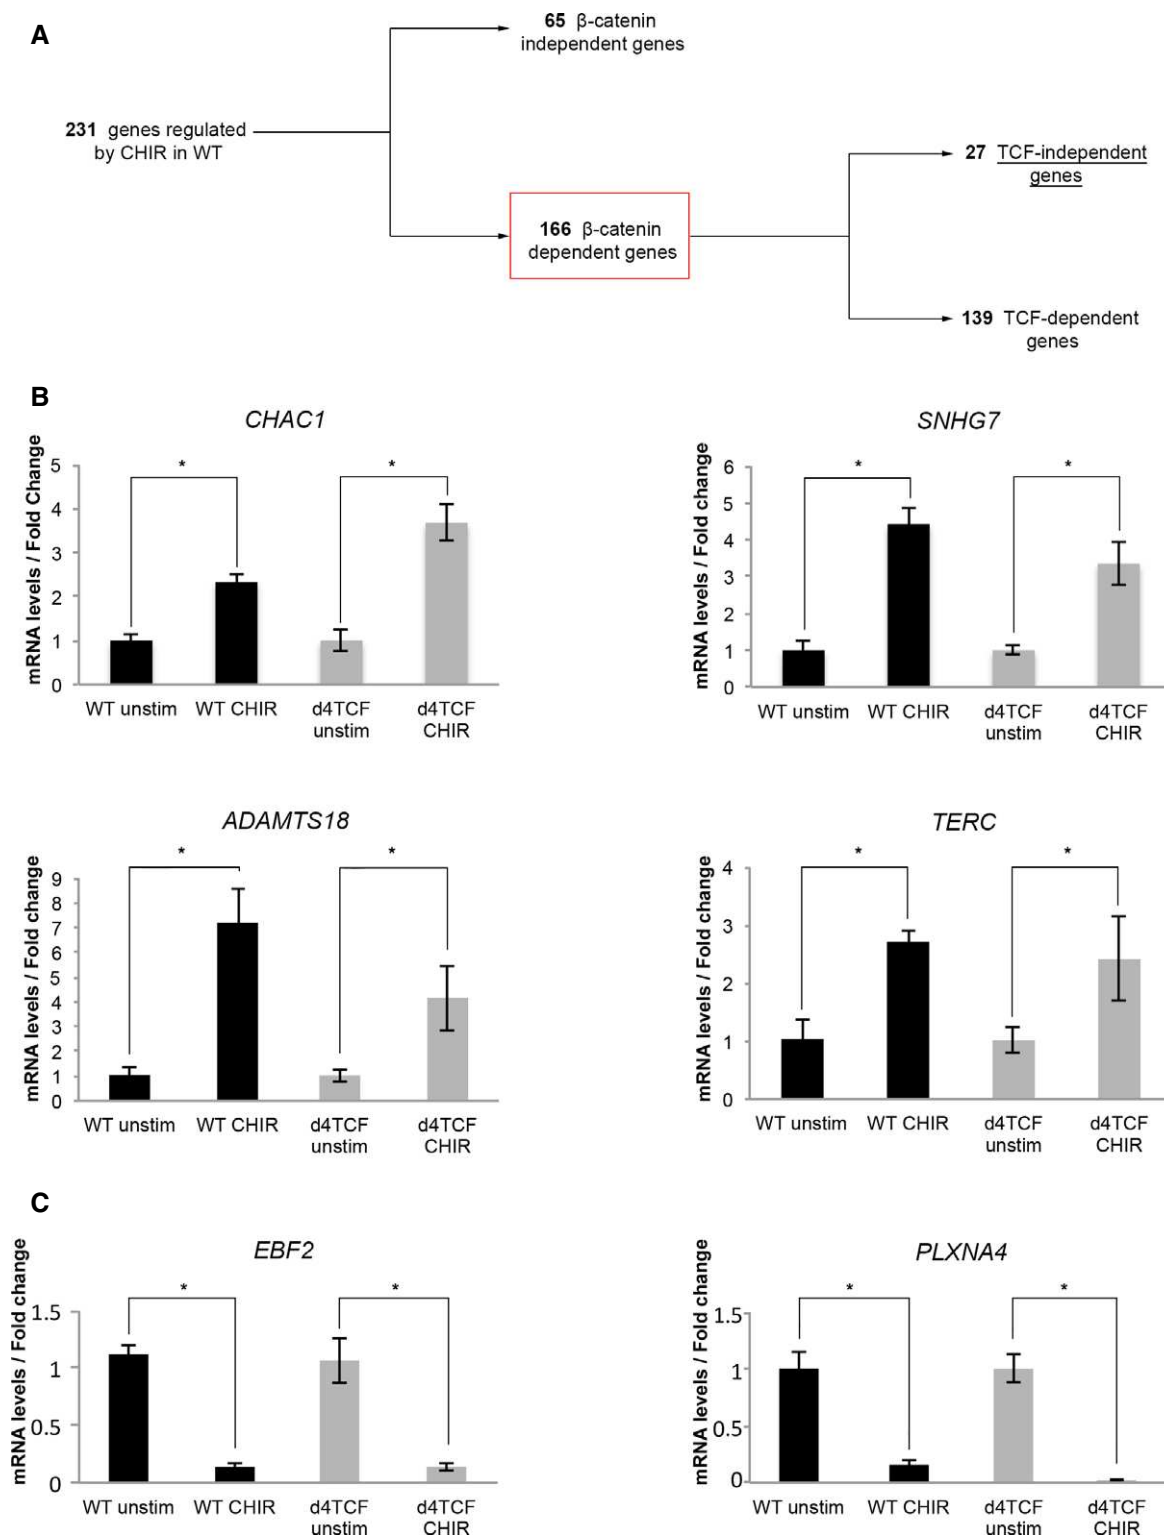 A
65 β-catenin
independent genes
231 genes regulated
by CHIR in WT
27 TCF-independent
genes
166 β-catenin
dependent genes
139 TCF-dependent
genes
B
CHAC1
mRNA levels / Fold Change
5
4
3
2
1
0
*
*
WT unstim
WT CHIR
d4TCF
unstim
d4TCF
CHIR
SNHG7
mRNA levels / Fold change
6
5
4
3
2
1
0
*
*
WT unstim
WT CHIR
d4TCF
unstim
d4TCF
CHIR
ADAMTS18
mRNA levels / Fold change
9
8
7
6
5
4
3
2
1
0
*
*
WT unstim
WT CHIR
d4TCF
unstim
d4TCF
CHIR
TERC
mRNA levels / Fold change
4
3
2
1
0
*
*
WT unstim
WT CHIR
d4TCF
unstim
d4TCF
CHIR
C
EBF2
mRNA levels / Fold change
1.5
1
0.5
0
*
*
WT unstim
WT CHIR
d4TCF
unstim
d4TCF
CHIR
PLXNA4
mRNA levels / Fold change
1.5
1
0.5
0
*
*
WT unstim
WT CHIR
d4TCF
unstim
d4TCF
CHIR